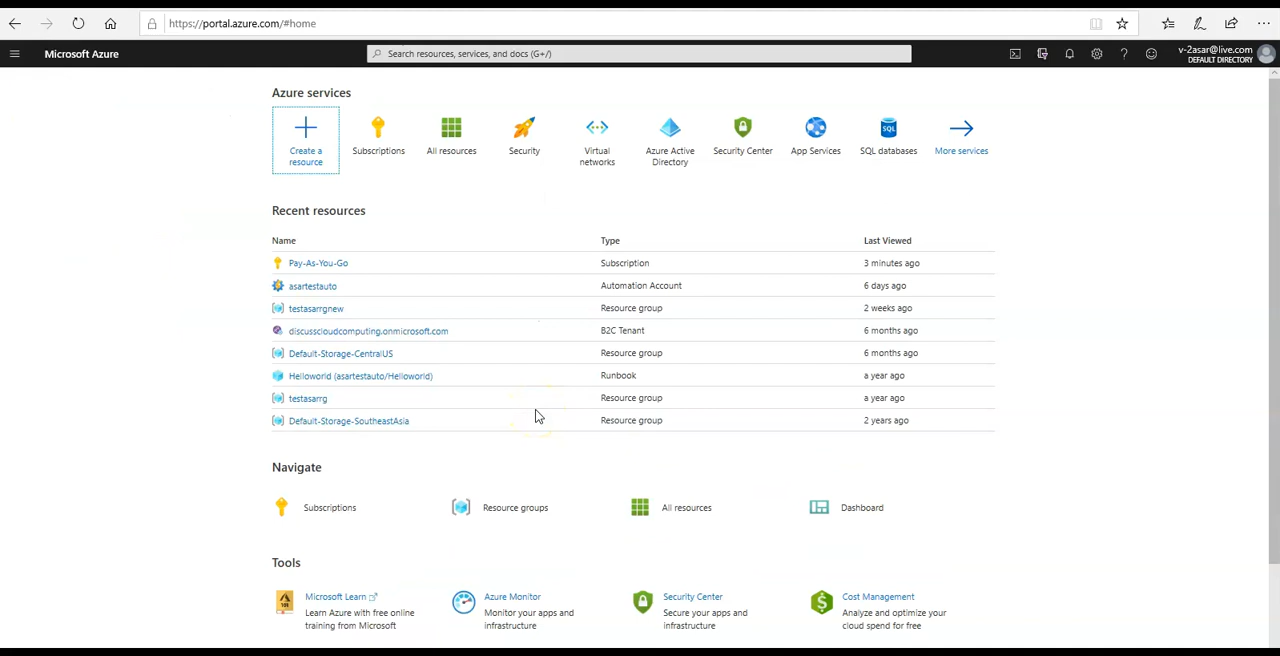 https://portal.azure.com/#home
Microsoft Azure
Search resources, services, and docs (G+/)
v-2asar@live.com
DEFAULT DIRECTORY
Azure services
Create a resource
Subscriptions
All resources
Security
Virtual networks
Azure Active Directory
Security Center
App Services
SQL
SQL databases
More services
Recent resources
Name Type Last Viewed
Pay-As-You-Go Subscription 3 minutes ago
asartestauto Automation Account 6 days ago
testasarrgnew Resource group 2 weeks ago
discusscloudcomputing.onmicrosoft.com B2C Tenant 6 months ago
Default-Storage-CentralUS Resource group 6 months ago
Helloworld (asartestauto/Helloworld) Runbook a year ago
testasarrg Resource group a year ago
Default-Storage-SoutheastAsia Resource group 2 years ago
Navigate
Subscriptions Resource groups All resources Dashboard
Tools
Microsoft Learn
Learn Azure with free online
training from Microsoft
Azure Monitor
Monitor your apps and
infrastructure
Security Center
Secure your apps and
infrastructure
Cost Management
Analyze and optimize your
cloud spend for free